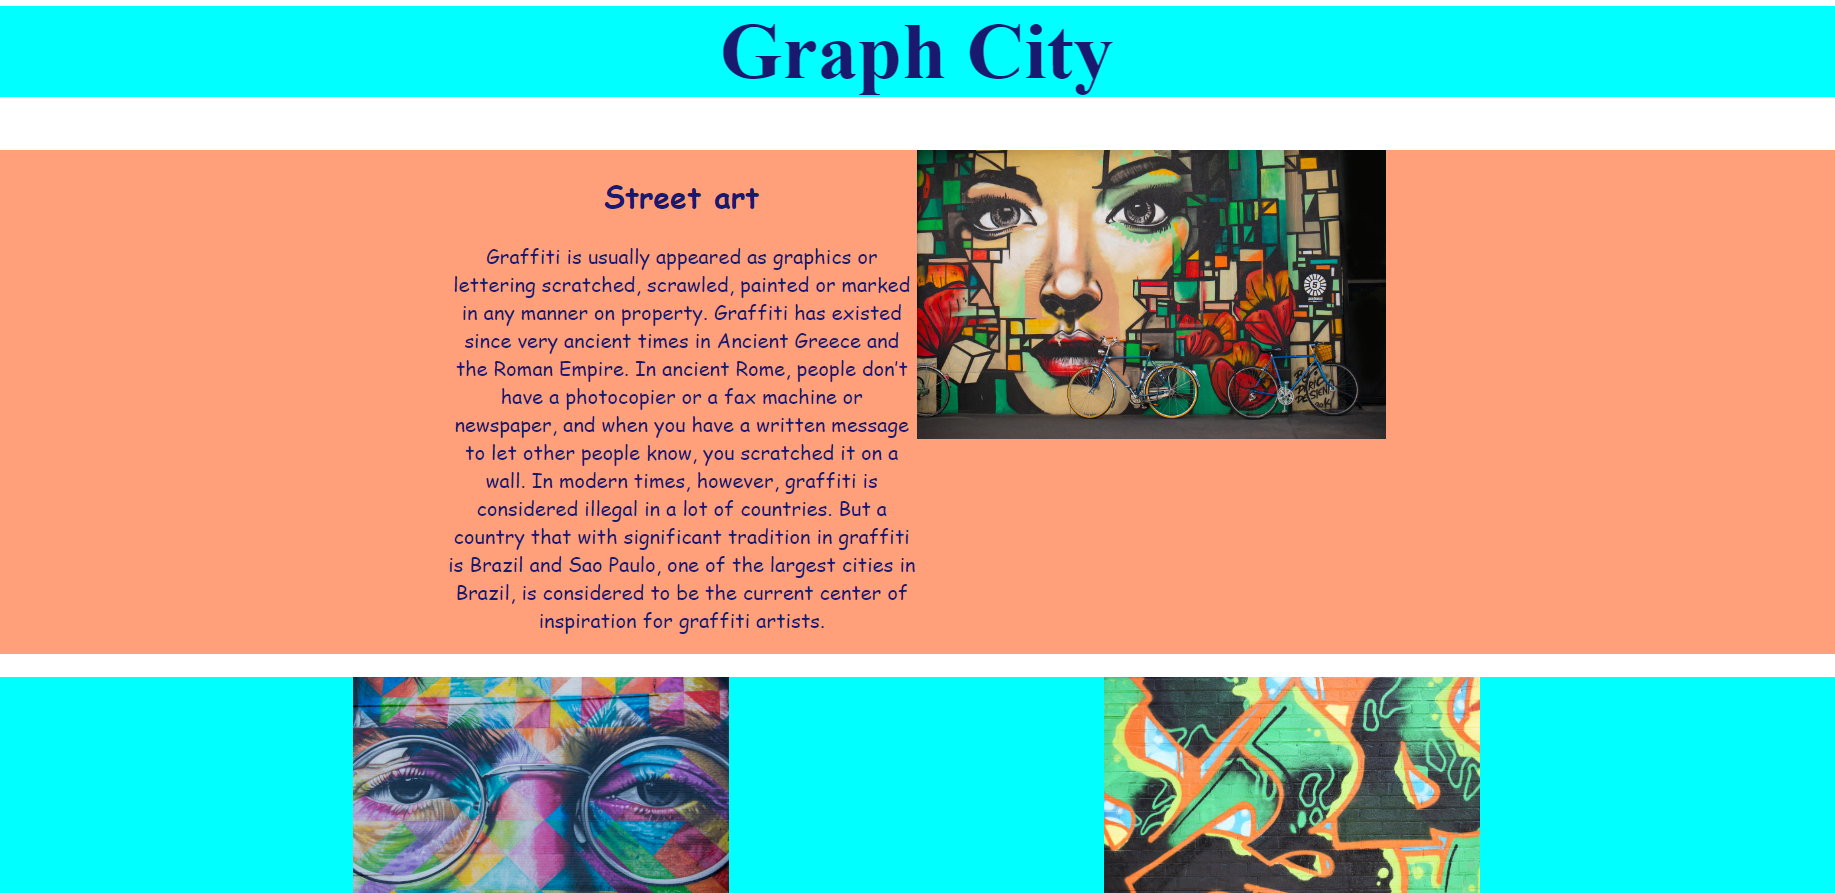 Graph City
Street art
Graffiti is usually appeared as graphics or
lettering scratched, scrawled, painted or marked
in any manner on property. Graffiti has existed
since very ancient times in Ancient Greece and
the Roman Empire. In ancient Rome, people don't
have a photocopier or a fax machine or
newspaper, and when you have a written message
to let other people know, you scratched it on a
wall. In modern times, however, graffiti is
considered illegal in a lot of countries. But a
country that with significant tradition in graffiti
is Brazil and Sao Paulo, one of the largest cities in
Brazil, is considered to be the current center of
inspiration for graffiti artists.